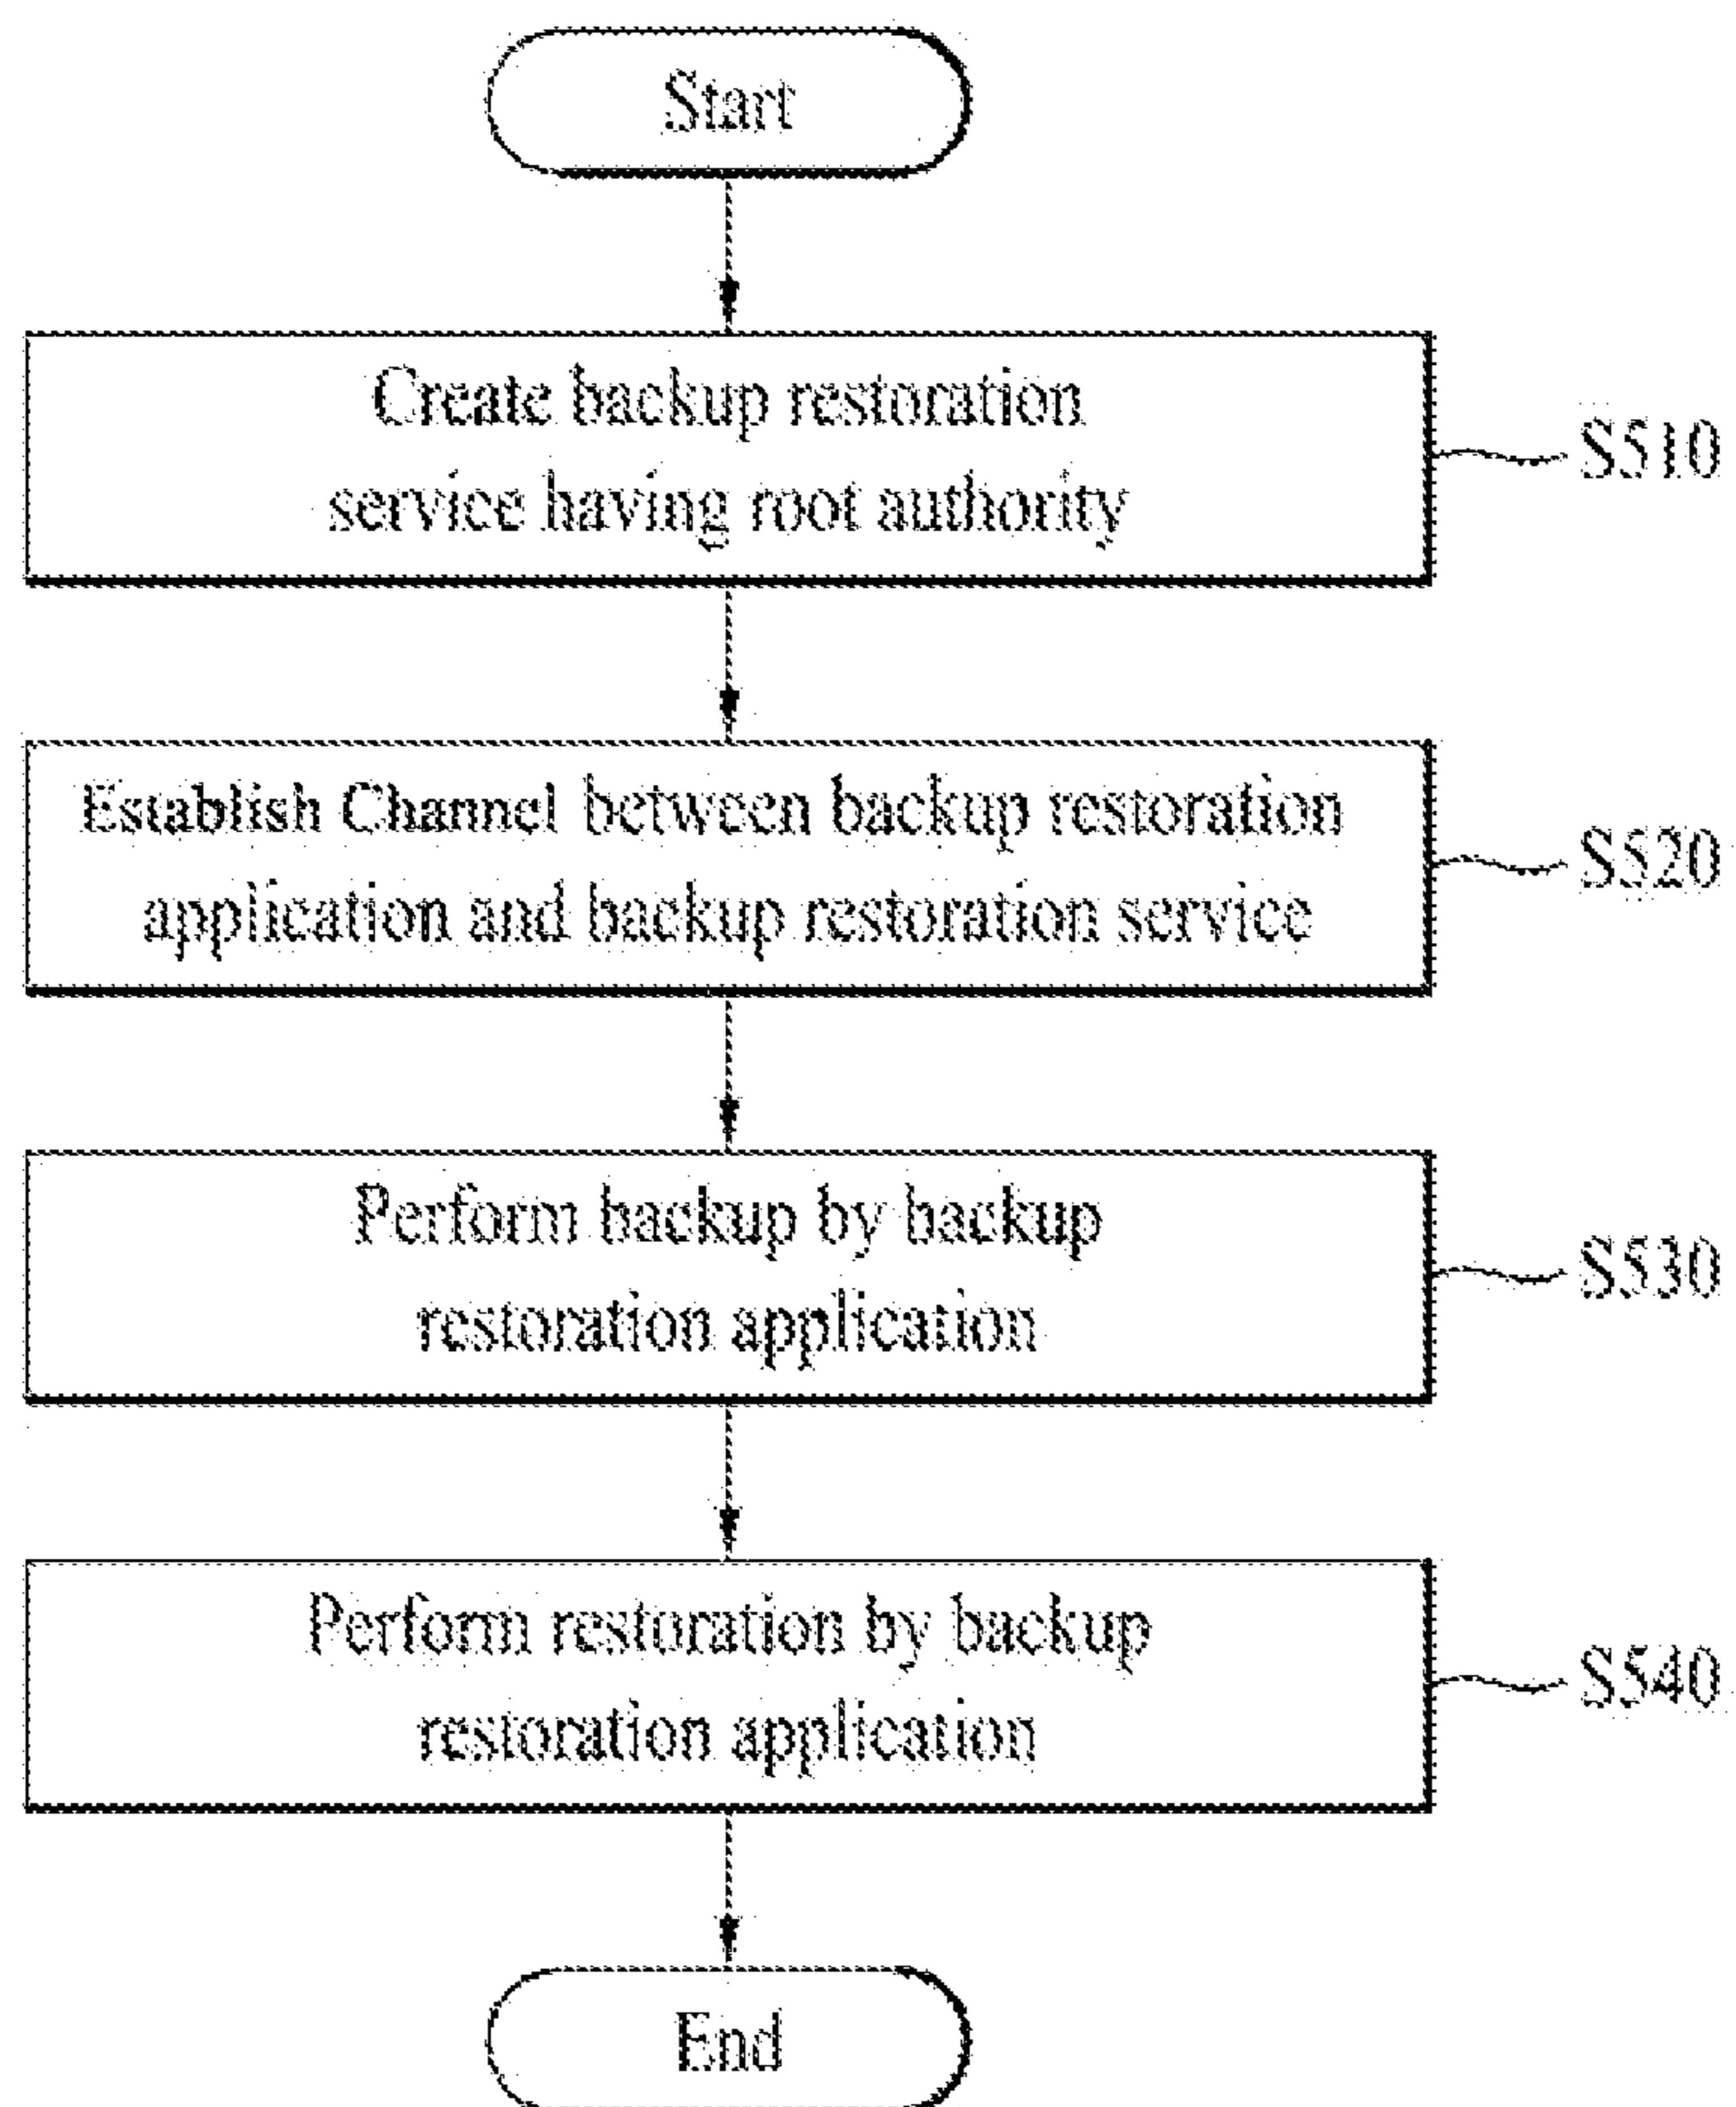 Start
Create backup restoration
service having root authority
S510
Establish Channel between backup restoration
application and backup restoration service
S520
Perform backup by backup
restoration application
S530
Perform restoration by backup
restoration application
S540
End